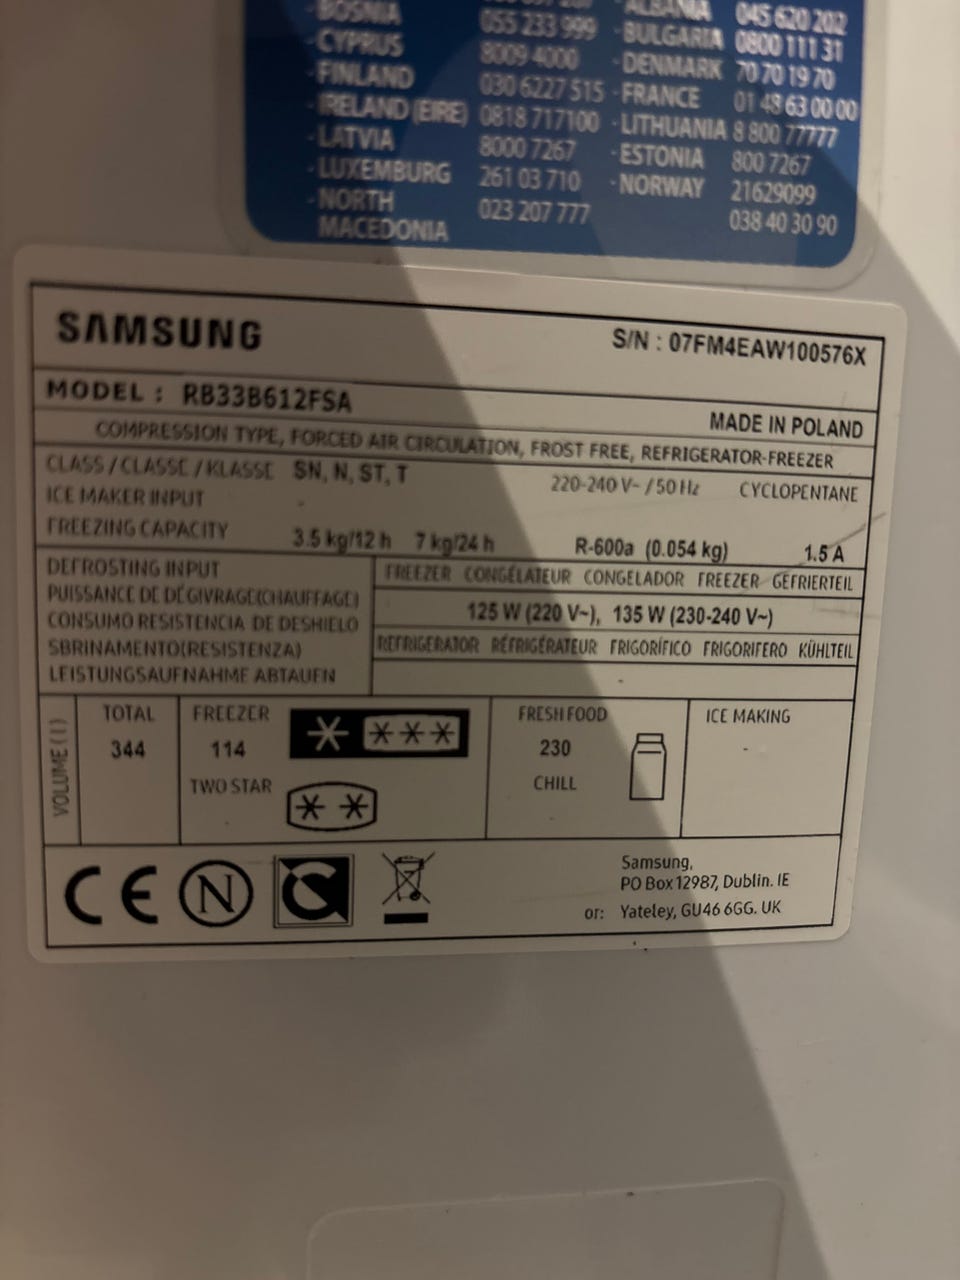 BOSNIA 055 233 999
· CYPRUS 8009 4000
· FINLAND 030 6227 515
· IRELAND (EIRE) 0818 717100
· LATVIA 8000 7267
· LUXEMBURG 261 03 710
· NORTH MACEDONIA 023 207 777
· ALBANIA 045 620 202
· BULGARIA 0800 111 31
· DENMARK 70 70 19 70
· FRANCE 01 48 63 00 00
· LITHUANIA 8 800 77777
· ESTONIA 800 7267
· NORWAY 21629099
038 40 30 90
SAMSUNG
S/N : 07FM4EAW100576X
MODEL : RB33B612FSA
MADE IN POLAND
COMPRESSION TYPE, FORCED AIR CIRCULATION, FROST FREE, REFRIGERATOR-FREEZER
CLASS / CLASSE / KLASSE SN, N, ST, T
220-240 V~ / 50 Hz CYCLOPENTANE
ICE MAKER INPUT -
FREEZING CAPACITY 3.5 kg/12 h 7 kg/24 h R-600a (0.054 kg) 1.5 A
DEFROSTING INPUT
PUISSANCE DE DÉGIVRAGE(CHAUFFAGE)
CONSUMO RESISTENCIA DE DESHIELO
SBRINAMENTO(RESISTENZA)
LEISTUNGSAUFNAHME ABTAUEN
FREEZER CONGÉLATEUR CONGELADOR FREEZER GEFRIERTEIL
125 W (220 V~), 135 W (230-240 V~)
REFRIGERATOR RÉFRIGÉRATEUR FRIGORÍFICO FRIGORIFERO KÜHLTEIL
-
VOLUME (l)
TOTAL
344
FREEZER
114
TWO STAR
FRESH FOOD
230
CHILL
ICE MAKING
-
CE N
Samsung,
PO Box 12987, Dublin. IE
or: Yateley, GU46 6GG. UK